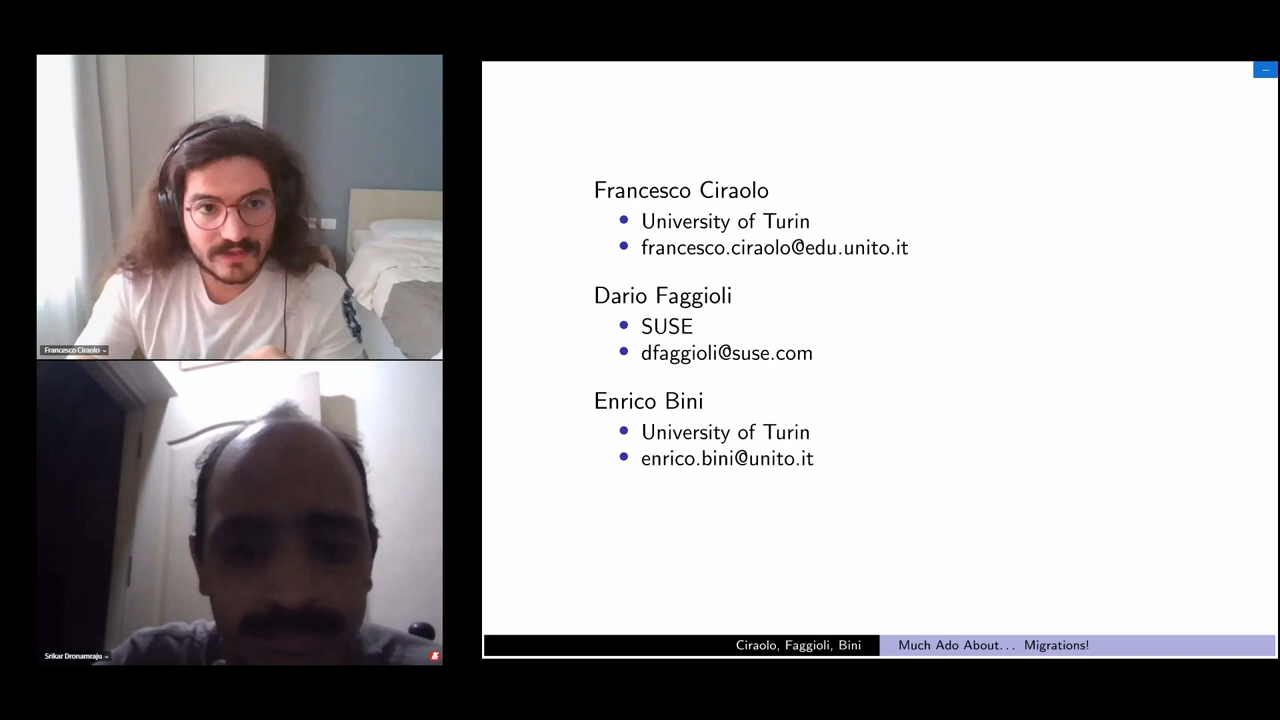 Francesco Ciraolo
University of Turin
francesco.ciraolo@edu.unito.it
Dario Faggioli
SUSE
dfaggioli@suse.com
Enrico Bini
University of Turin
enrico.bini@unito.it
Ciraolo, Faggioli, Bini
Much Ado About... Migrations!
Francesco Ciraolo
Srikar Dronamraju